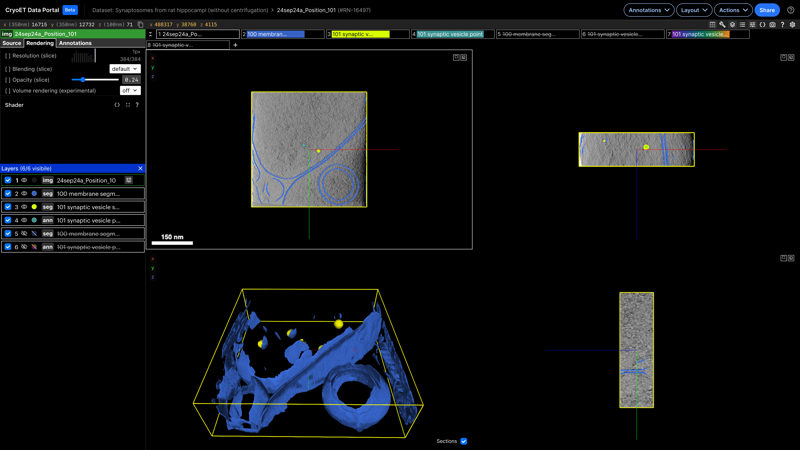 CryoET Data Portal Beta Dataset: Synaptosomes from rat hippocampi (without centrifugation) > 24sep24a_Position_101 (#RN-16497) Annotations Layout Actions Share
x (350nm) 16715 y (350nm) 12732 z (100nm) 71 x 408317 y 38760 z 4115
img 24sep24a_Position_101
1 24sep24a_Po... 2 100 membran... 3 101 synaptic v... 4 101 synaptic vesicle point 5 100 membrane seg... 6 101 synaptic vesicle... 7 101 synaptic vesicle...
Source Rendering Annotations
8 101 synaptic v... +
[ ] Resolution (slice) fpx 384/384
[ ] Blending (slice) default
[ ] Opacity (slice) 0.24
[ ] Volume rendering (experimental) off
Shader
x
y
z
x
y
z
150 nm
Layers (6/6 visible)
1 img 24sep24a_Position_10
2 seg 100 membrane segm...
3 seg 101 synaptic vesicle s...
4 ann 101 synaptic vesicle p...
5 seg 100 membrane segm...
6 ann 101 synaptic vesicle p...
Sections